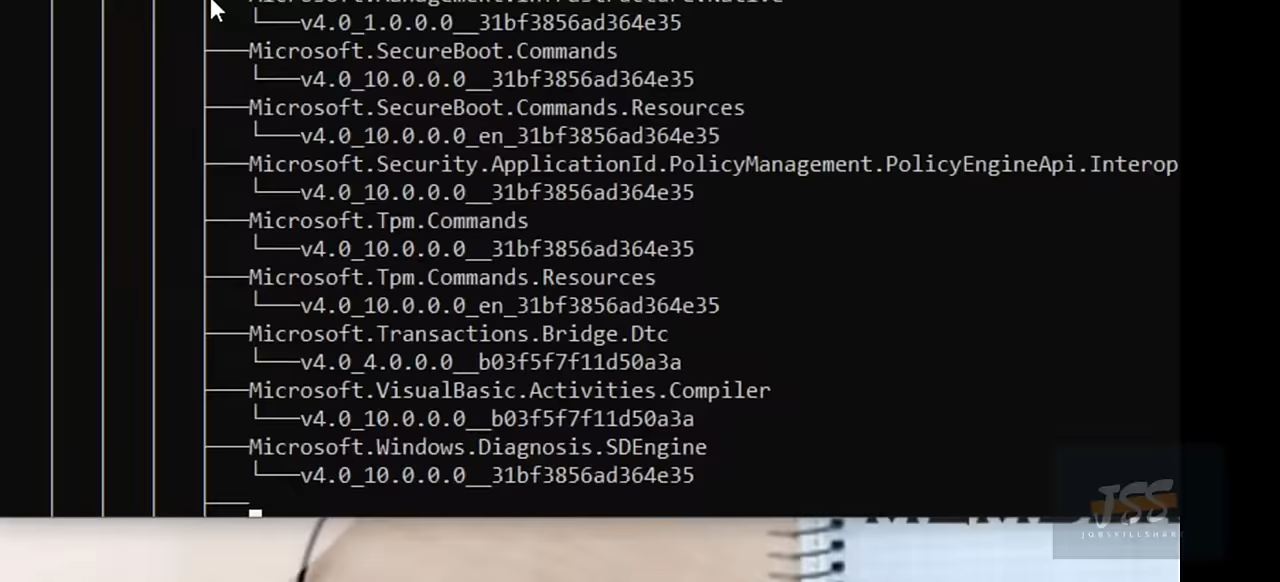 └───v4.0_1.0.0.0__31bf3856ad364e35
├───Microsoft.SecureBoot.Commands
└───v4.0_10.0.0.0__31bf3856ad364e35
├───Microsoft.SecureBoot.Commands.Resources
└───v4.0_10.0.0.0_en_31bf3856ad364e35
├───Microsoft.Security.ApplicationId.PolicyManagement.PolicyEngineApi.Interop
└───v4.0_10.0.0.0__31bf3856ad364e35
├───Microsoft.Tpm.Commands
└───v4.0_10.0.0.0__31bf3856ad364e35
├───Microsoft.Tpm.Commands.Resources
└───v4.0_10.0.0.0_en_31bf3856ad364e35
├───Microsoft.Transactions.Bridge.Dtc
└───v4.0_4.0.0.0__b03f5f7f11d50a3a
├───Microsoft.VisualBasic.Activities.Compiler
└───v4.0_10.0.0.0__b03f5f7f11d50a3a
├───Microsoft.Windows.Diagnosis.SDEngine
└───v4.0_10.0.0.0__31bf3856ad364e35
JSS
JOBSKILLSHARE